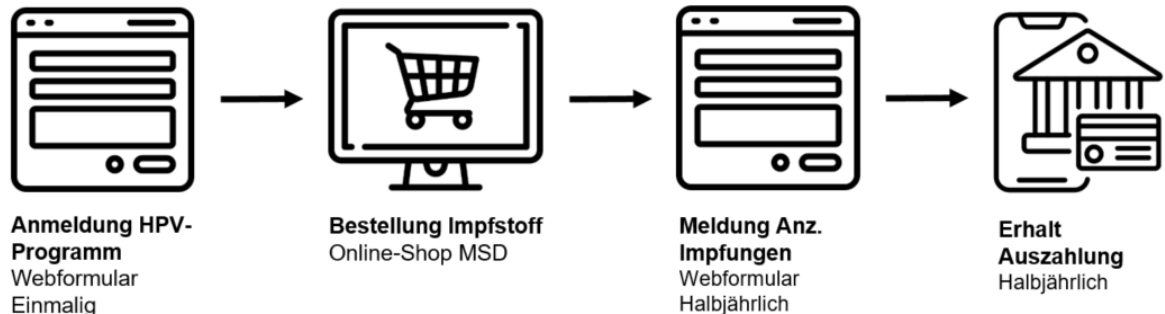 Anmeldung HPV-
Programm
Webformular
Einmalig
Bestellung Impfstoff
Online-Shop MSD
Meldung Anz.
Impfungen
Webformular
Halbjährlich
Erhalt
Auszahlung
Halbjährlich